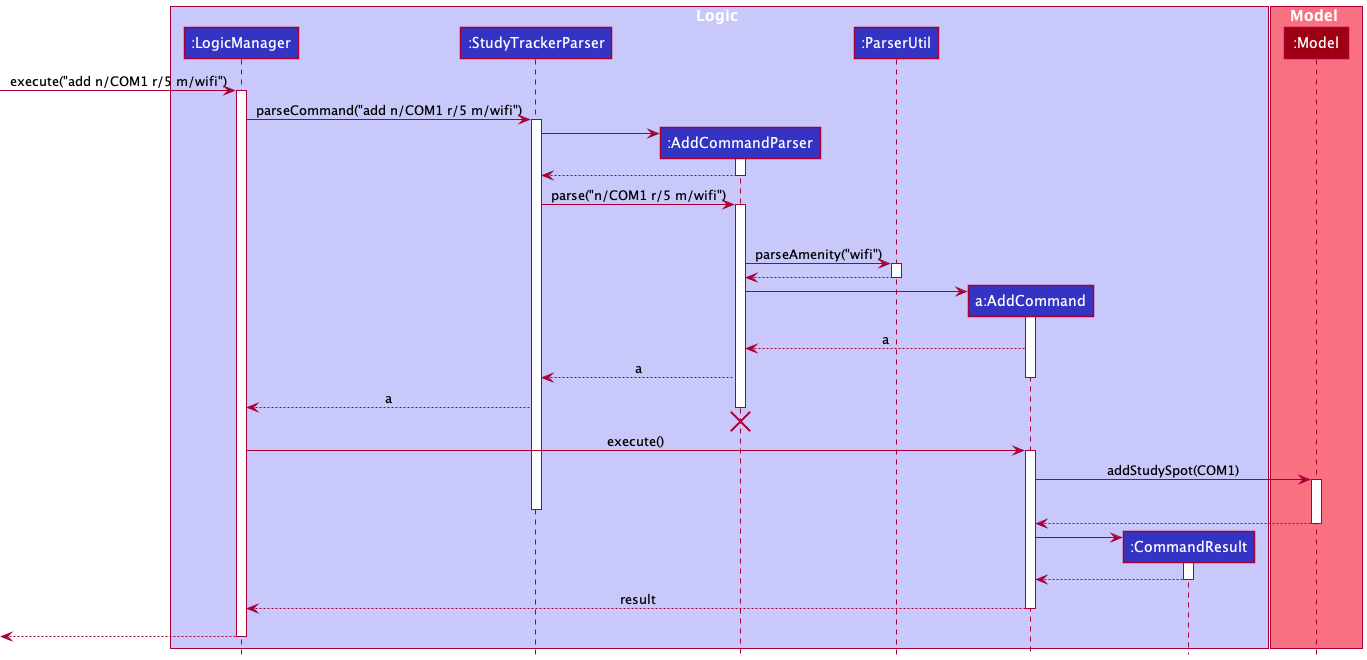 Logic
Model
:LogicManager
:StudyTrackerParser
:ParserUtil
:Model
execute("add n/COM1 r/5 m/wifi")
parseCommand("add n/COM1 r/5 m/wifi")
:AddCommandParser
parse("n/COM1 r/5 m/wifi")
parseAmenity("wifi")
a:AddCommand
a
a
a
execute()
addStudySpot(COM1)
:CommandResult
result